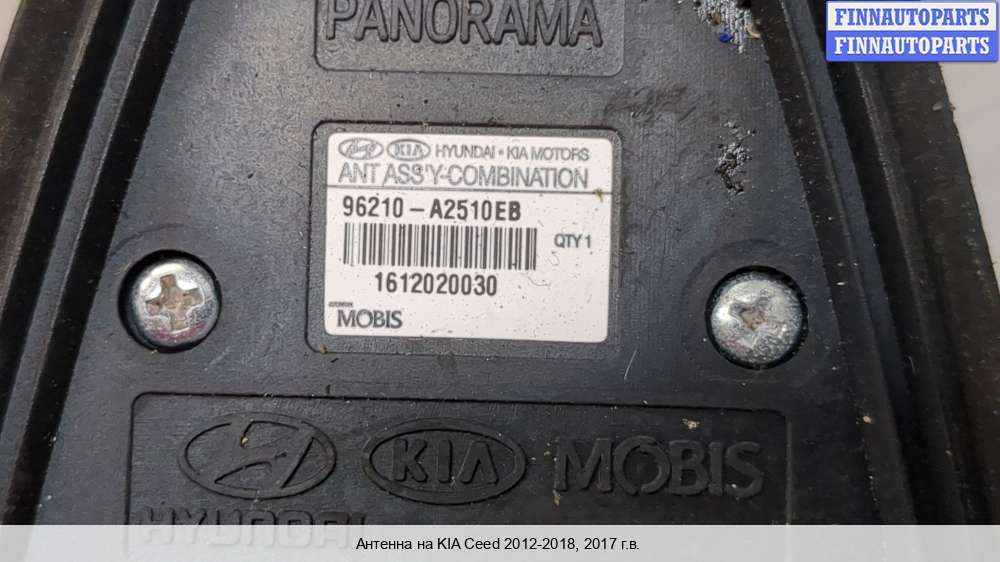 PANORAMA
FINNAUTOPARTS
FINNAUTOPARTS
KIA HYUNDAI • KIA MOTORS
ANT ASS'Y-COMBINATION
96210-A2510EB
QTY 1
1612020030
MOBIS
KIA MOBIS
HYUNDAI
Антенна на KIA Ceed 2012-2018, 2017 г.в.